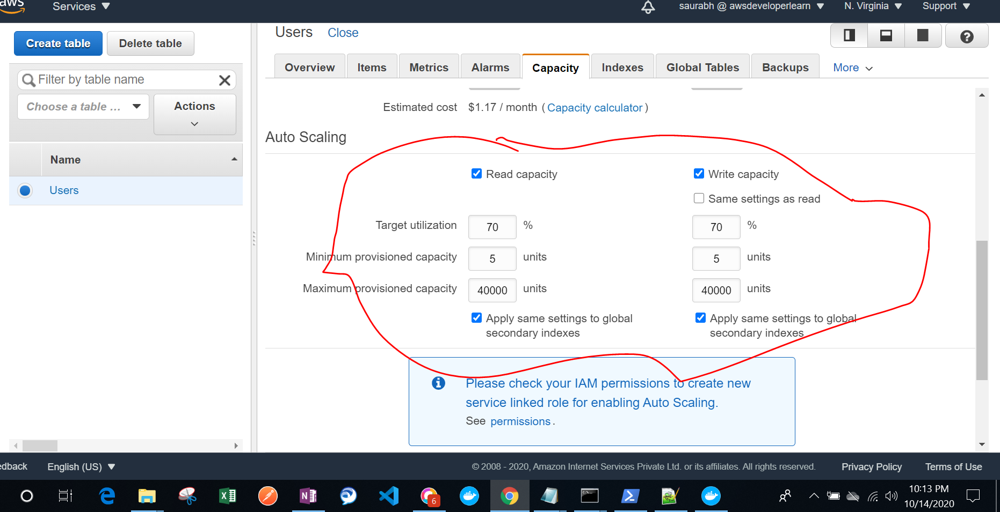 aws
Services
saurabh @ awsdeveloperlearn
N. Virginia
Support
Create table
Delete table
Filter by table name
Choose a table ...
Actions
Name
Users
Users
Close
Overview
Items
Metrics
Alarms
Capacity
Indexes
Global Tables
Backups
More
Estimated cost $1.17 / month ( Capacity calculator )
Auto Scaling
Read capacity
Write capacity
Same settings as read
Target utilization 70 % 70 %
Minimum provisioned capacity 5 units 5 units
Maximum provisioned capacity 40000 units 40000 units
Apply same settings to global
secondary indexes
Apply same settings to global
secondary indexes
Please check your IAM permissions to create new
service linked role for enabling Auto Scaling.
See permissions .
edback
English (US)
© 2008 - 2020, Amazon Internet Services Private Ltd. or its affiliates. All rights reserved.
Privacy Policy
Terms of Use
6
10:13 PM
10/14/2020